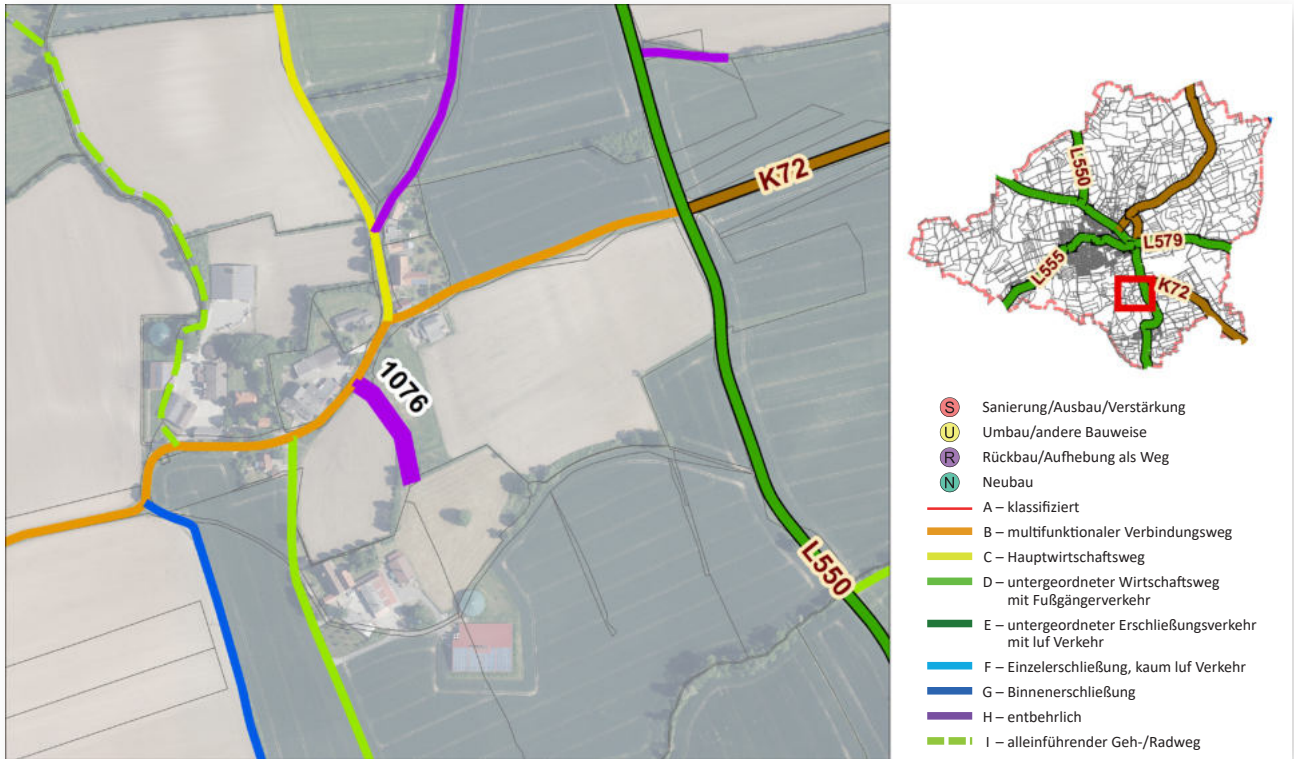 K72
1076
L550
L550
L579
L555
K72
S Sanierung/Ausbau/Verstärkung
U Umbau/andere Bauweise
R Rückbau/Aufhebung als Weg
N Neubau
A – klassifiziert
B – multifunktionaler Verbindungsweg
C – Hauptwirtschaftsweg
D – untergeordneter Wirtschaftsweg
mit Fußgängerverkehr
E – untergeordneter Erschließungsverkehr
mit luf Verkehr
F – Einzelerschließung, kaum luf Verkehr
G – Binnenerschließung
H – entbehrlich
I – alleinführender Geh-/Radweg